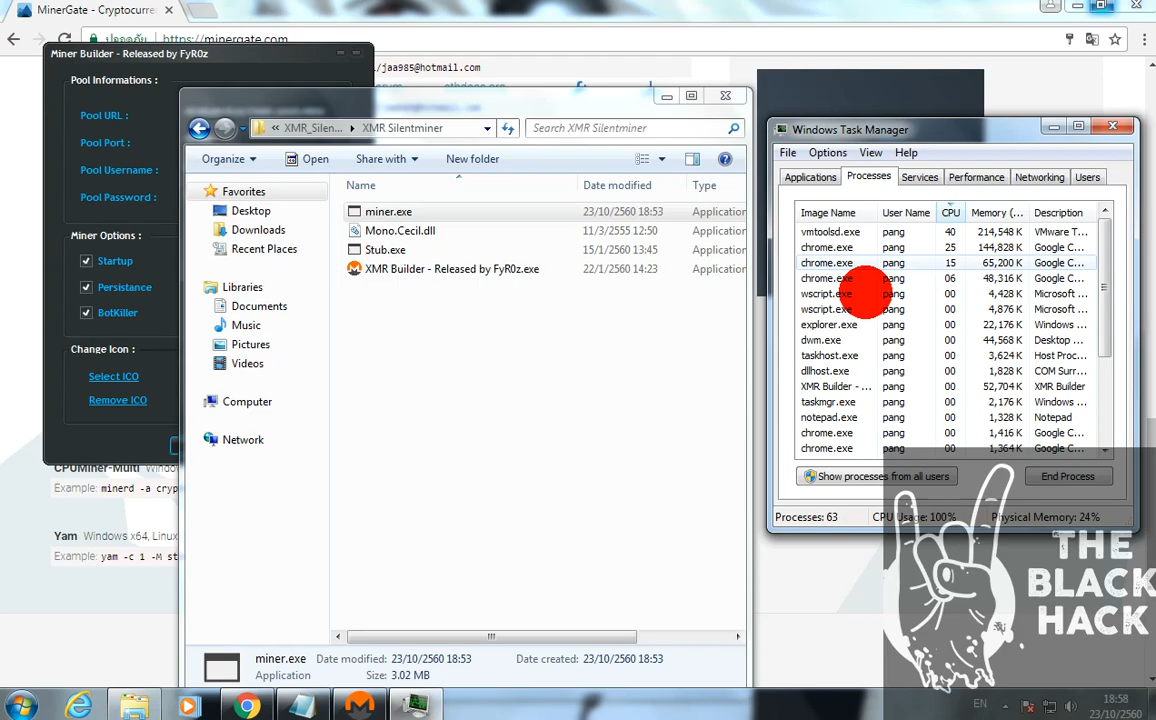 MinerGate - Cryptocurre
ปลอดภัย https://minergate.com
Miner Builder - Released by FyR0z
Pool Informations :
Pool URL :
Pool Port :
Pool Username :
Pool Password :
Miner Options :
Startup
Persistance
BotKiller
Change Icon :
Select ICO
Remove ICO
CPUMiner-Multi Windo
Example: minerd -a cryp
Yam Windows x64, Linux
Example: yam -c 1 -M st
/jaa985@hotmail.com
XMR_Silen... XMR Silentminer
Search XMR Silentminer
Organize Open Share with New folder
Favorites
Desktop
Downloads
Recent Places
Libraries
Documents
Music
Pictures
Videos
Computer
Network
Name Date modified Type
miner.exe 23/10/2560 18:53 Application
Mono.Cecil.dll 11/3/2555 12:50 Applicatio
Stub.exe 15/1/2560 13:45 Application
XMR Builder - Released by FyR0z.exe 22/1/2560 14:23 Application
miner.exe Date modified: 23/10/2560 18:53 Date created: 23/10/2560 18:53
Application Size: 3.02 MB
Windows Task Manager
File Options View Help
Applications Processes Services Performance Networking Users
Image Name User Name CPU Memory (... Description
vmtoolsd.exe pang 40 214,548 K VMware T...
chrome.exe pang 25 144,828 K Google C...
chrome.exe pang 15 65,200 K Google C...
chrome.exe pang 06 48,316 K Google C...
wscript.exe pang 00 4,428 K Microsoft ...
wscript.exe pang 00 4,876 K Microsoft ...
explorer.exe pang 00 22,176 K Windows ...
dwm.exe pang 00 44,568 K Desktop ...
taskhost.exe pang 00 3,624 K Host Proc...
dllhost.exe pang 00 1,828 K COM Surr...
XMR Builder - ... pang 00 52,704 K XMR Builder
taskmgr.exe pang 00 2,176 K Windows ...
notepad.exe pang 00 1,328 K Notepad
chrome.exe pang 00 1,416 K Google C...
chrome.exe pang 00 1,364 K Google C...
Show processes from all users End Process
Processes: 63 CPU Usage: 100% Physical Memory: 24%
THE
BLACK
HACK
EN
18:58
23/10/2560